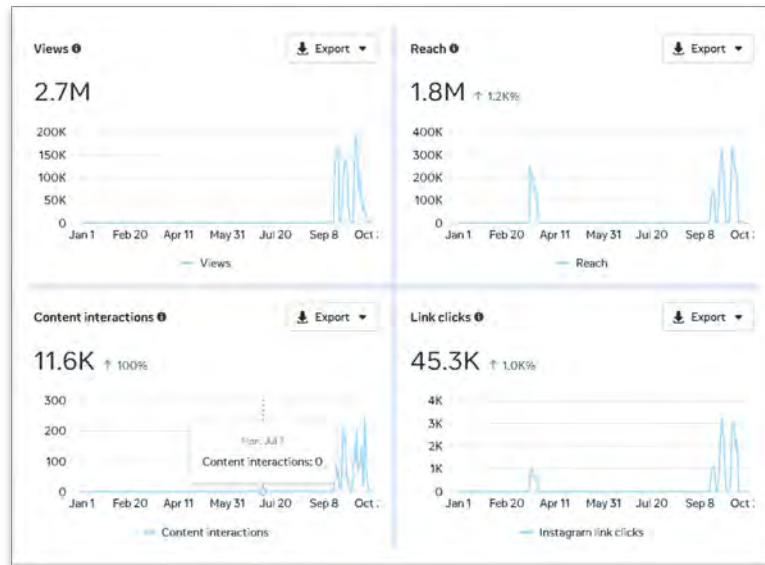 Views
Export
2.7M
200K
150K
100K
50K
0
Jan 1 Feb 20 Apr 11 May 31 Jul 20 Sep 8 Oct
Views
Reach
Export
1.8M ↑ 1.2K%
400K
300K
200K
100K
0
Jan 1 Feb 20 Apr 11 May 31 Jul 20 Sep 8 Oct
Reach
Content interactions
Export
11.6K ↑ 100%
300
200
100
0
Mon, Jul 7
Content interactions: 0
Jan 1 Feb 20 Apr 11 May 31 Jul 20 Sep 8 Oct
Content interactions
Link clicks
Export
45.3K ↑ 1.0K%
4K
3K
2K
1K
0
Jan 1 Feb 20 Apr 11 May 31 Jul 20 Sep 8 Oct
Instagram link clicks